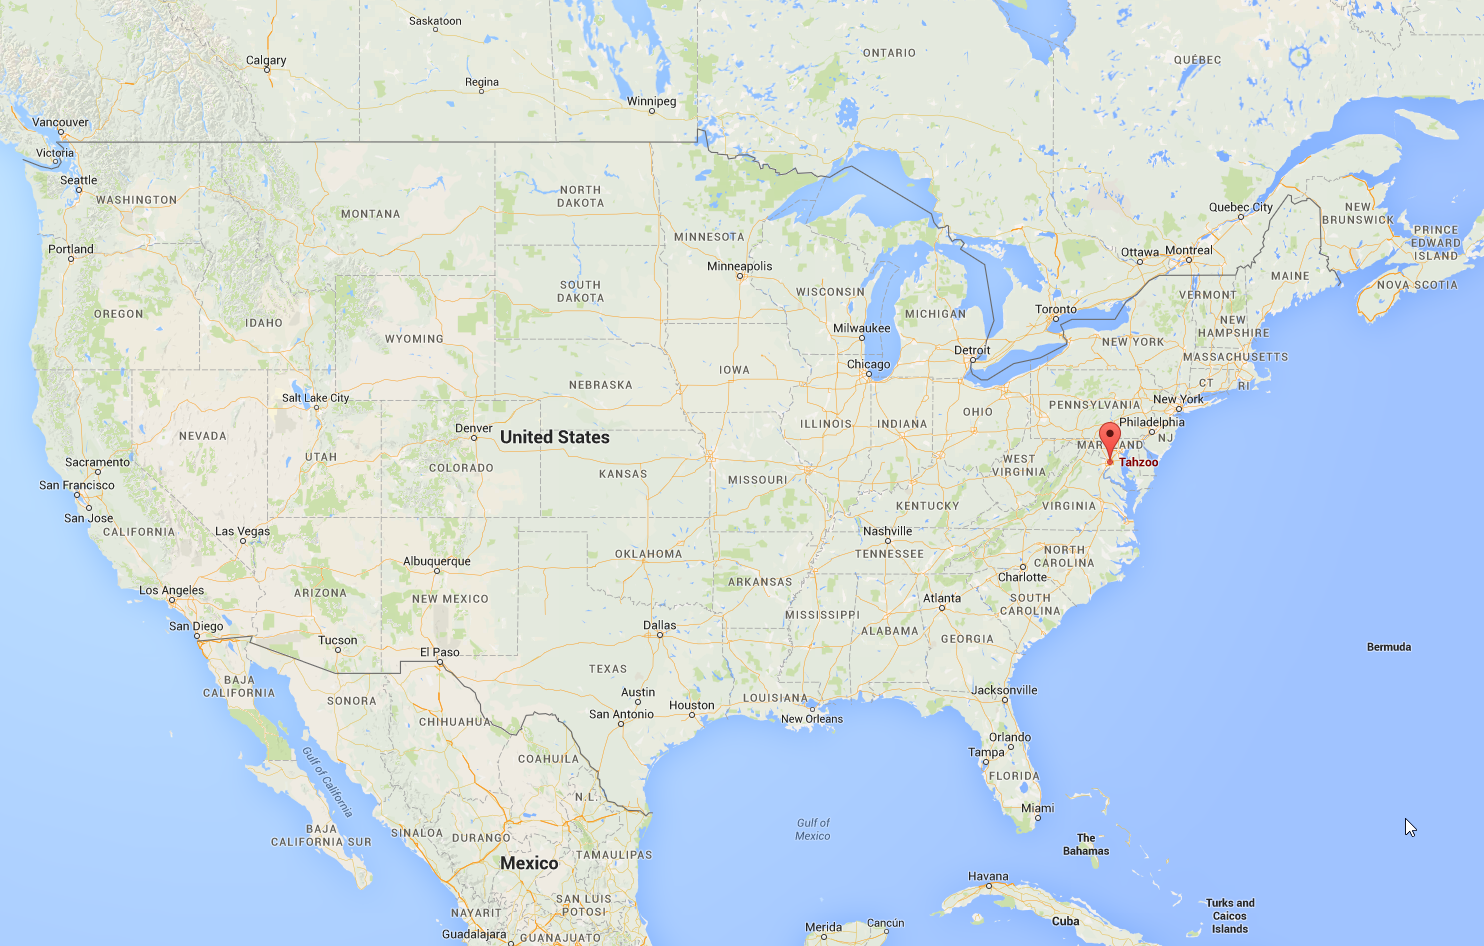 Saskatoon
ONTARIO
Calgary
QUÉBEC
Regina
Winnipeg
Vancouver
Victoria
Seattle
WASHINGTON
NORTH
DAKOTA
MONTANA
Quebec City
NEW
BRUNSWICK
PRINCE
EDWARD
ISLAND
MINNESOTA
Portland
Ottawa
Montreal
Minneapolis
MAINE
NOVA SCOTIA
SOUTH
DAKOTA
WISCONSIN
VERMONT
OREGON
IDAHO
MICHIGAN
Toronto
NEW
HAMPSHIRE
Milwaukee
WYOMING
NEW YORK
Detroit
MASSACHUSETTS
Chicago
IOWA
NEBRASKA
CT
RI
Salt Lake City
New York
PENNSYLVANIA
OHIO
Philadelphia
ILLINOIS
INDIANA
Denver
United States
NEVADA
NJ
MARYLAND
UTAH
Sacramento
COLORADO
WEST
VIRGINIA
Tahzoo
KANSAS
MISSOURI
San Francisco
KENTUCKY
VIRGINIA
San Jose
CALIFORNIA
Las Vegas
Nashville
OKLAHOMA
TENNESSEE
NORTH
CAROLINA
Albuquerque
Charlotte
ARKANSAS
Los Angeles
ARIZONA
NEW MEXICO
Atlanta
SOUTH
CAROLINA
MISSISSIPPI
San Diego
Dallas
ALABAMA
GEORGIA
Tucson
El Paso
Bermuda
TEXAS
BAJA
CALIFORNIA
Austin
Jacksonville
SONORA
LOUISIANA
Houston
San Antonio
New Orleans
CHIHUAHUA
Orlando
Tampa
COAHUILA
Gulf of California
FLORIDA
N.L.
Miami
Gulf of
Mexico
BAJA
CALIFORNIA SUR
SINALOA
DURANGO
The
Bahamas
TAMAULIPAS
Mexico
Havana
SAN LUIS
POTOSI
NAYARIT
Turks and
Caicos
Islands
Cuba
Merida
Cancún
Guadalajara
GUANAJUATO